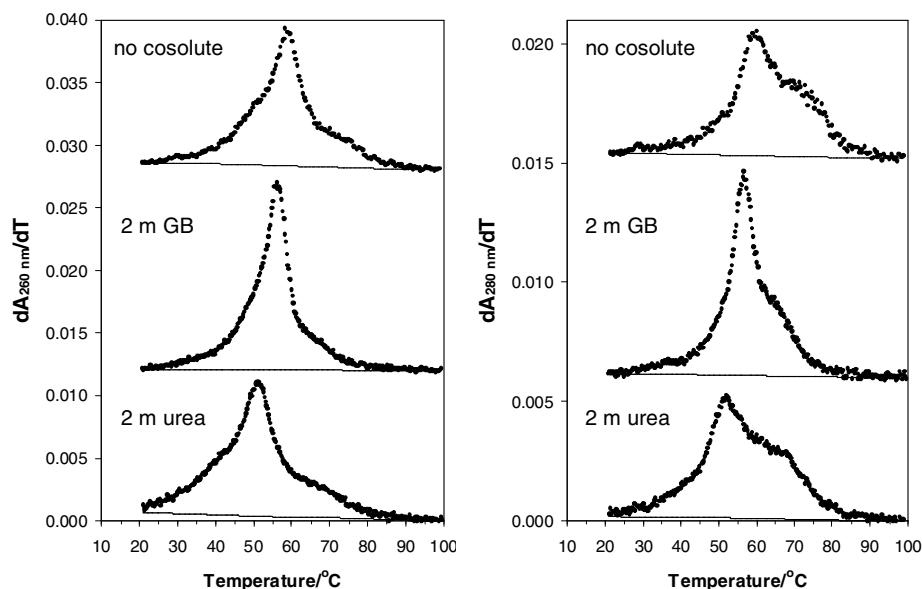 0.040
0.035
0.030
0.025
0.020
0.015
0.010
0.005
0.000
dA260 nm/dT
no cosolute
2 m GB
2 m urea
10 20 30 40 50 60 70 80 90 100
Temperature/°C
0.020
0.015
0.010
0.005
0.000
dA280 nm/dT
no cosolute
2 m GB
2 m urea
10 20 30 40 50 60 70 80 90 100
Temperature/°C